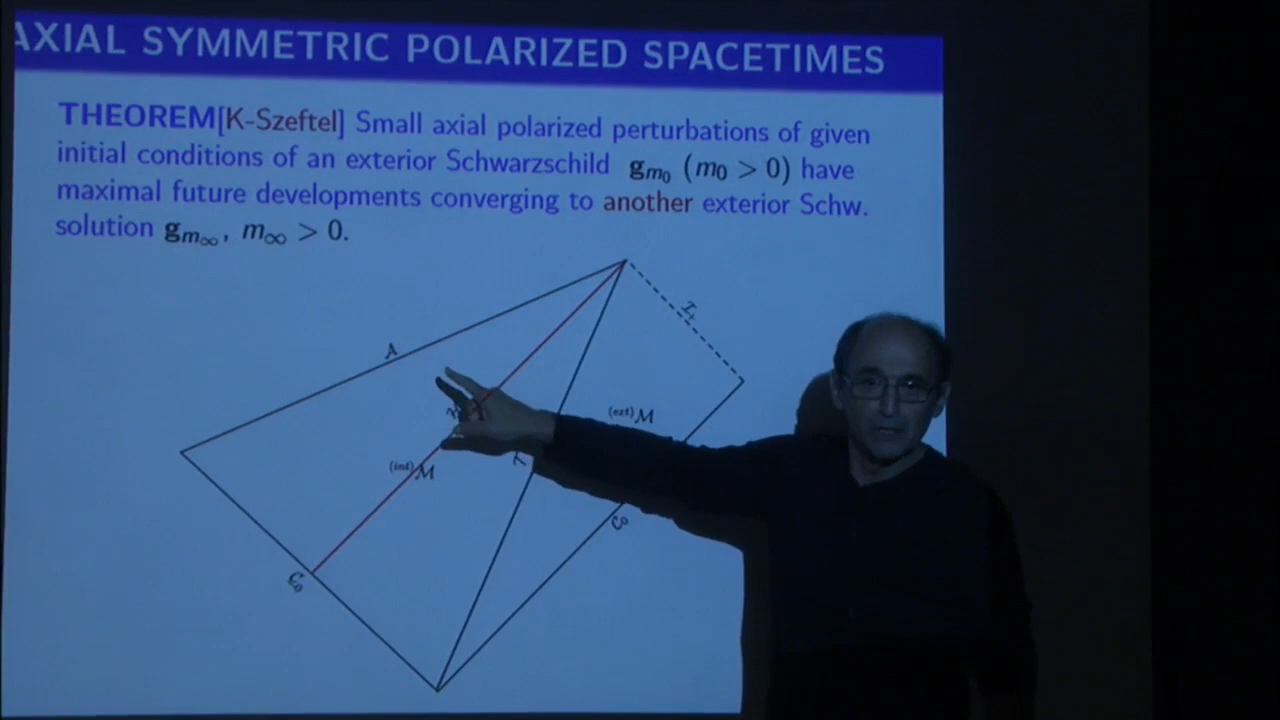 AXIAL SYMMETRIC POLARIZED SPACETIMES
THEOREM[K-Szeftel] Small axial polarized perturbations of given
initial conditions of an exterior Schwarzschild g_{m_0} (m_0 > 0) have
maximal future developments converging to another exterior Schw.
solution g_{m_∞}, m_∞ > 0.
I_+
A
(ext)M
(int)M
T
C_0
C_0